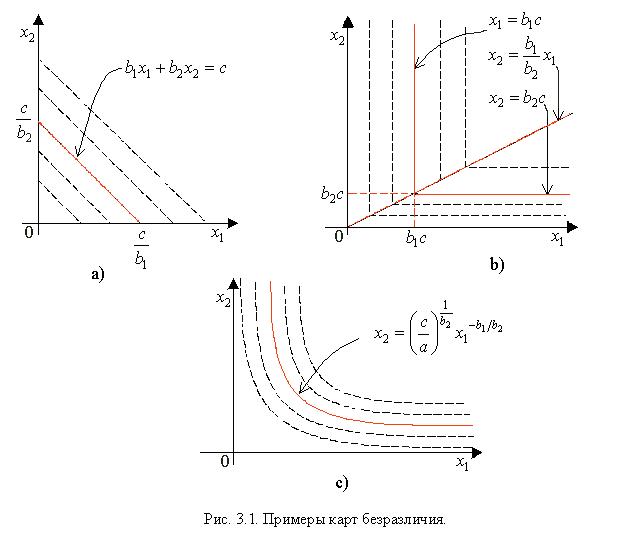 x₂
b₁x₁ + b₂x₂ = c
c/b₂
0
c/b₁
x₁
a)
x₂
x₁ = b₁c
x₂ = b₁/b₂ x₁
x₂ = b₂c
b₂c
0
b₁c
x₁
b)
x₂
x₂ = (c/a)^(1/b₂) x₁^(-b₁/b₂)
0
x₁
c)
Рис. 3.1. Примеры карт безразличия.